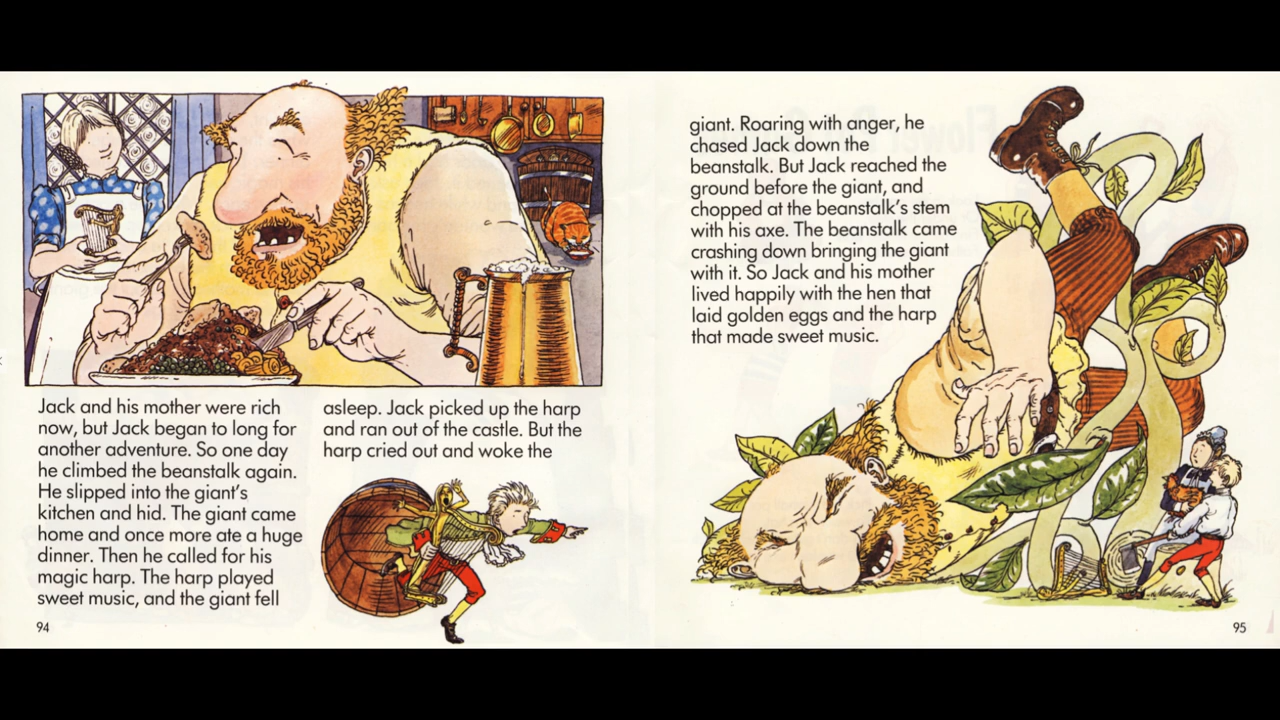 Jack and his mother were rich
now, but Jack began to long for
another adventure. So one day
he climbed the beanstalk again.
He slipped into the giant's
kitchen and hid. The giant came
home and once more ate a huge
dinner. Then he called for his
magic harp. The harp played
sweet music, and the giant fell
asleep. Jack picked up the harp
and ran out of the castle. But the
harp cried out and woke the
94
giant. Roaring with anger, he
chased Jack down the
beanstalk. But Jack reached the
ground before the giant, and
chopped at the beanstalk's stem
with his axe. The beanstalk came
crashing down bringing the giant
with it. So Jack and his mother
lived happily with the hen that
laid golden eggs and the harp
that made sweet music.
95